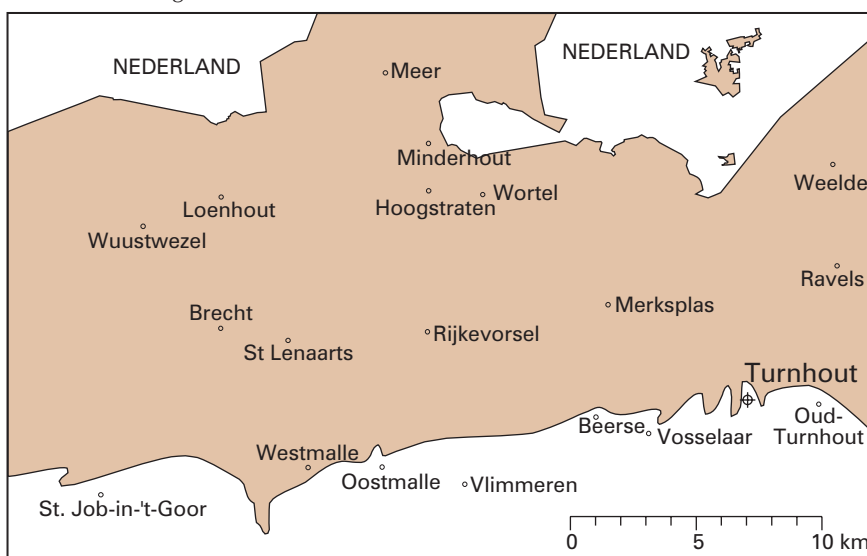 NEDERLAND
NEDERLAND
Meer
Minderhout
Weelde
Loenhout
Hoogstraten
Wortel
Wuustwezel
Ravels
Brecht
Merksplas
St Lenaarts
Rijkevorsel
Turnhout
Beerse
Vosselaar
Oud-
Turnhout
Westmalle
Oostmalle
Vlimmeren
St. Job-in-'t-Goor
0 5 10 km